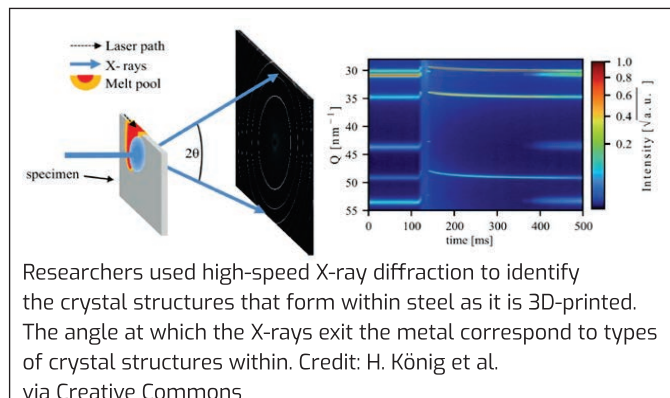 Laser path
X- rays
Melt pool
2θ
specimen
30
35
40
45
50
55
Q [nm⁻¹]
0
100
200
300
400
500
time [ms]
1.0
0.8
0.6
0.4
0.2
Intensity [√a. u.]
Researchers used high-speed X-ray diffraction to identify
the crystal structures that form within steel as it is 3D-printed.
The angle at which the X-rays exit the metal correspond to types
of crystal structures within. Credit: H. König et al.
via Creative Commons